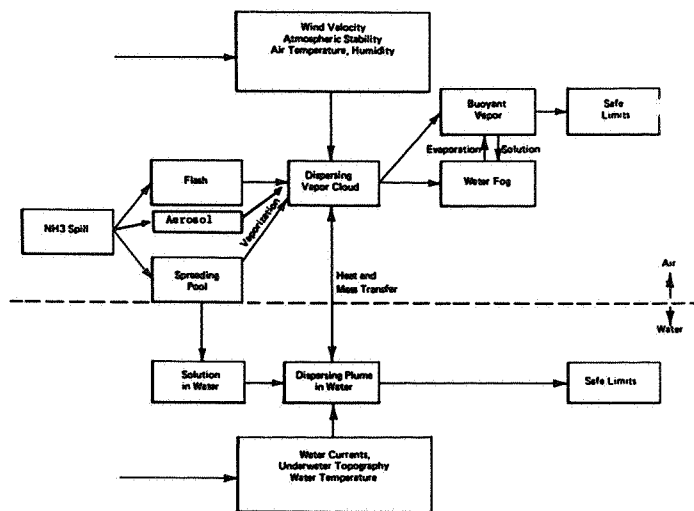 Wind Velocity
Atmospheric Stability
Air Temperature, Humidity
Buoyant
Vapor
Safe
Limits
Evaporation
Solution
Flash
Dispersing
Vapor Cloud
Water Fog
Aerosol
Vaporization
NH3 Spill
Spreading
Pool
Heat and
Mass Transfer
Air
Water
Solution
in Water
Dispersing Plume
in Water
Safe Limits
Water Currents,
Underwater Topography
Water Temperature